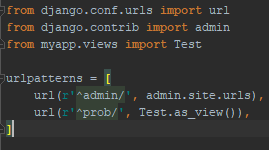 from django.conf.urls import url
from django.contrib import admin
from myapp.views import Test
urlpatterns = [
    url(r'^admin/', admin.site.urls),
    url(r'^prob/', Test.as_view()),
]